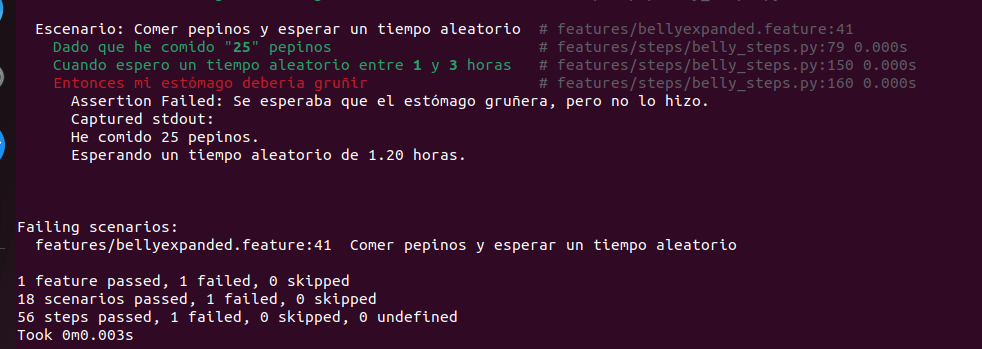 Escenario: Comer pepinos y esperar un tiempo aleatorio # features/bellyexpanded.feature:41
Dado que he comido "25" pepinos # features/steps/belly_steps.py:79 0.000s
Cuando espero un tiempo aleatorio entre 1 y 3 horas # features/steps/belly_steps.py:150 0.000s
Entonces mi estómago debería gruñir # features/steps/belly_steps.py:160 0.000s
Assertion Failed: Se esperaba que el estómago gruñera, pero no lo hizo.
Captured stdout:
He comido 25 pepinos.
Esperando un tiempo aleatorio de 1.20 horas.
Failing scenarios:
features/bellyexpanded.feature:41 Comer pepinos y esperar un tiempo aleatorio
1 feature passed, 1 failed, 0 skipped
18 scenarios passed, 1 failed, 0 skipped
56 steps passed, 1 failed, 0 skipped, 0 undefined
Took 0m0.003s